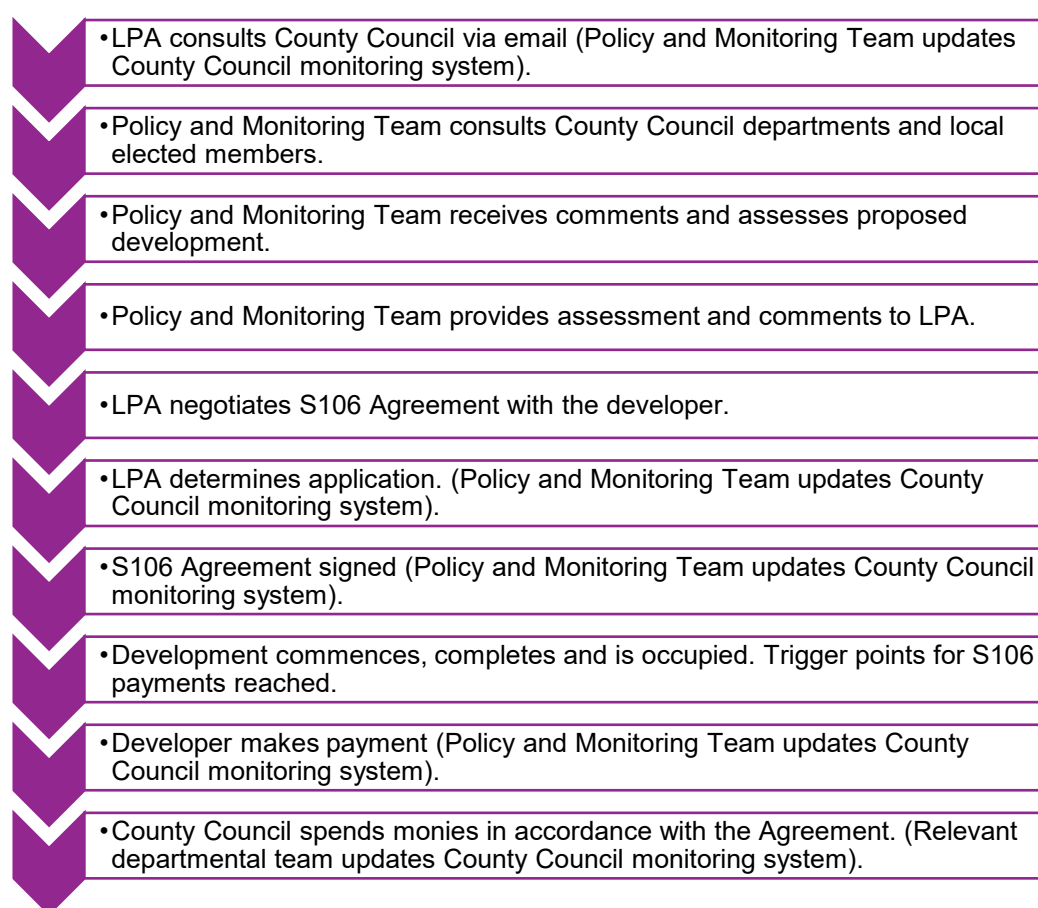 •LPA consults County Council via email (Policy and Monitoring Team updates
County Council monitoring system).
•Policy and Monitoring Team consults County Council departments and local
elected members.
•Policy and Monitoring Team receives comments and assesses proposed
development.
•Policy and Monitoring Team provides assessment and comments to LPA.
•LPA negotiates S106 Agreement with the developer.
•LPA determines application. (Policy and Monitoring Team updates County
Council monitoring system).
•S106 Agreement signed (Policy and Monitoring Team updates County Council
monitoring system).
•Development commences, completes and is occupied. Trigger points for S106
payments reached.
•Developer makes payment (Policy and Monitoring Team updates County
Council monitoring system).
•County Council spends monies in accordance with the Agreement. (Relevant
departmental team updates County Council monitoring system).